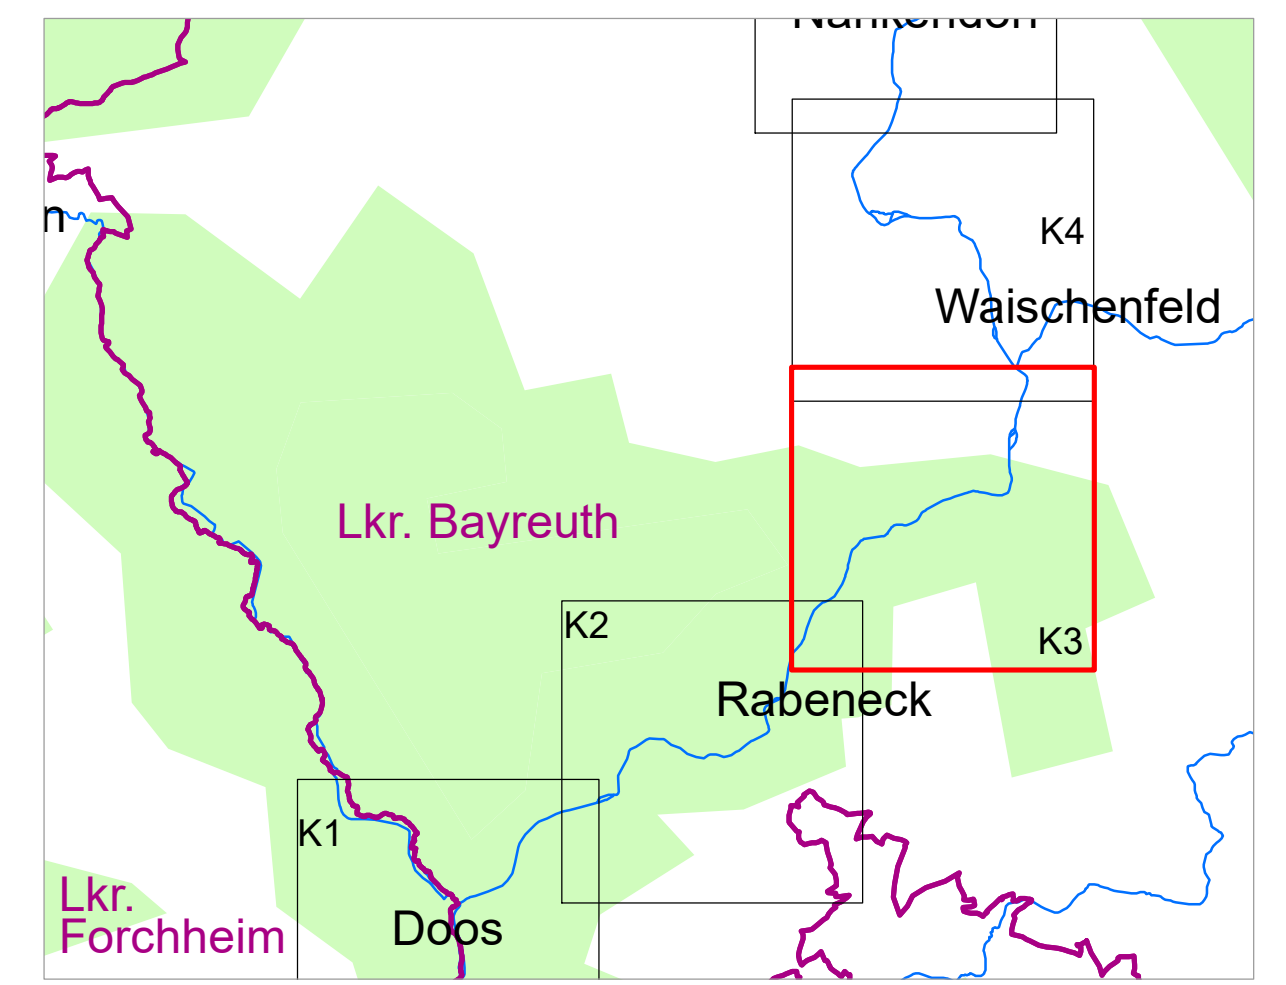 n
K4
Waischenfeld
Lkr. Bayreuth
K2
K3
Rabeneck
K1
Lkr.
Forchheim
Doos